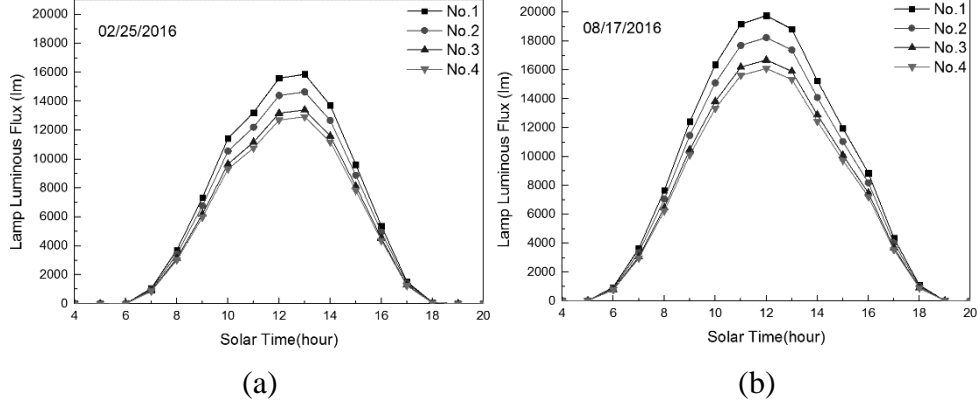 02/25/2016
No.1
No.2
No.3
No.4
20000
18000
16000
14000
12000
10000
8000
6000
4000
2000
0
Lamp Luminous Flux (lm)
4 6 8 10 12 14 16 18 20
Solar Time(hour)
(a)
08/17/2016
No.1
No.2
No.3
No.4
20000
18000
16000
14000
12000
10000
8000
6000
4000
2000
0
Lamp Luminous Flux (lm)
4 6 8 10 12 14 16 18 20
Solar Time(hour)
(b)